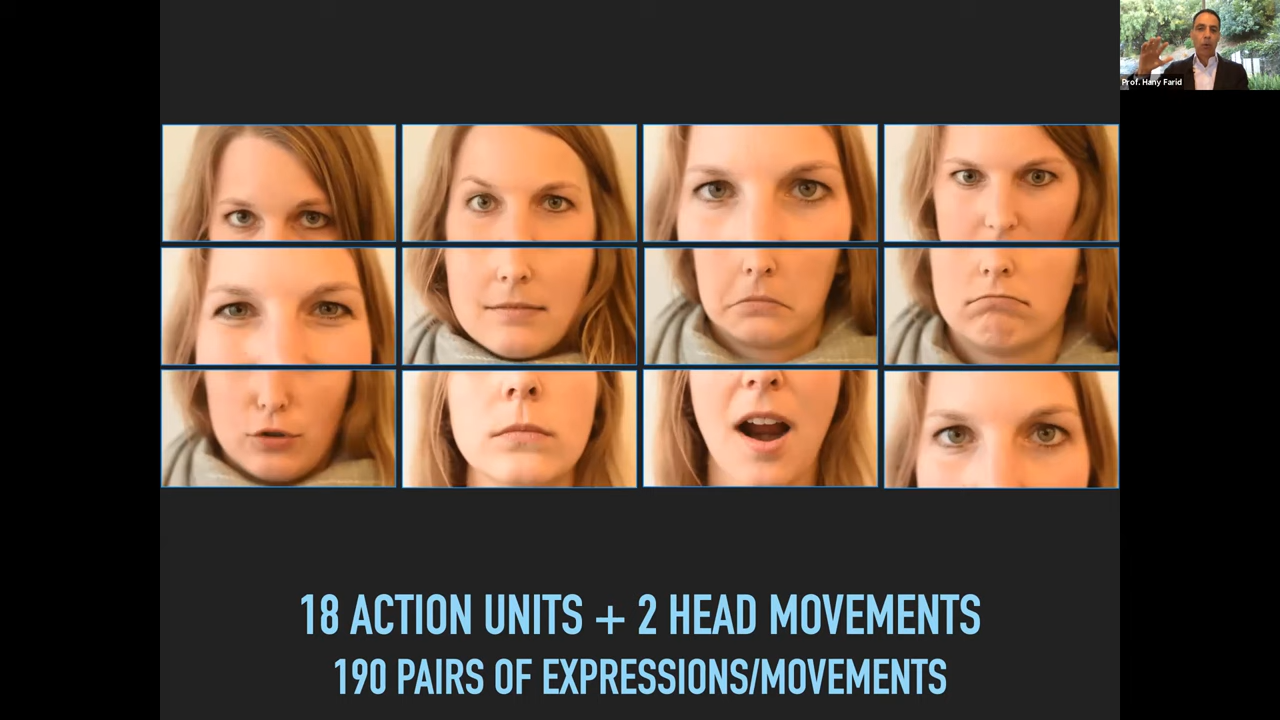 Prof. Hany Farid
18 ACTION UNITS + 2 HEAD MOVEMENTS
190 PAIRS OF EXPRESSIONS/MOVEMENTS